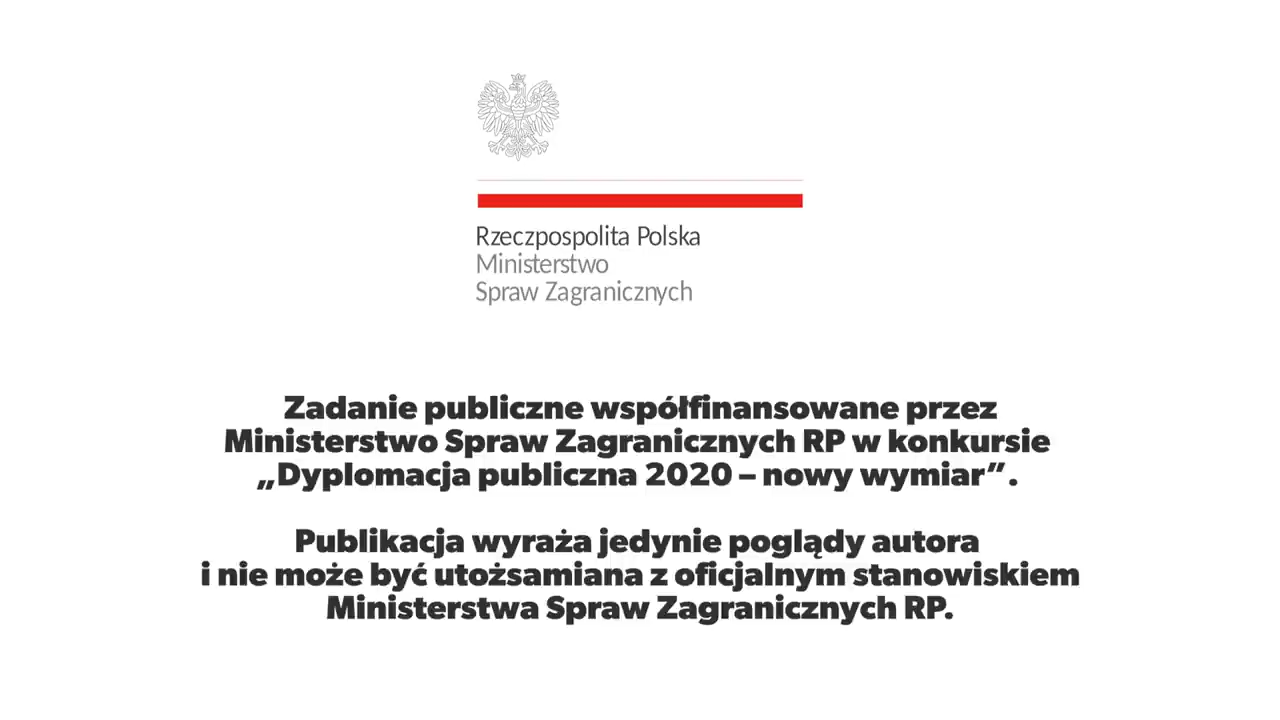 Rzeczpospolita Polska
Ministerstwo
Spraw Zagranicznych
Zadanie publiczne współfinansowane przez
Ministerstwo Spraw Zagranicznych RP w konkursie
„Dyplomacja publiczna 2020 – nowy wymiar”.
Publikacja wyraża jedynie poglądy autora
i nie może być utożsamiana z oficjalnym stanowiskiem
Ministerstwa Spraw Zagranicznych RP.